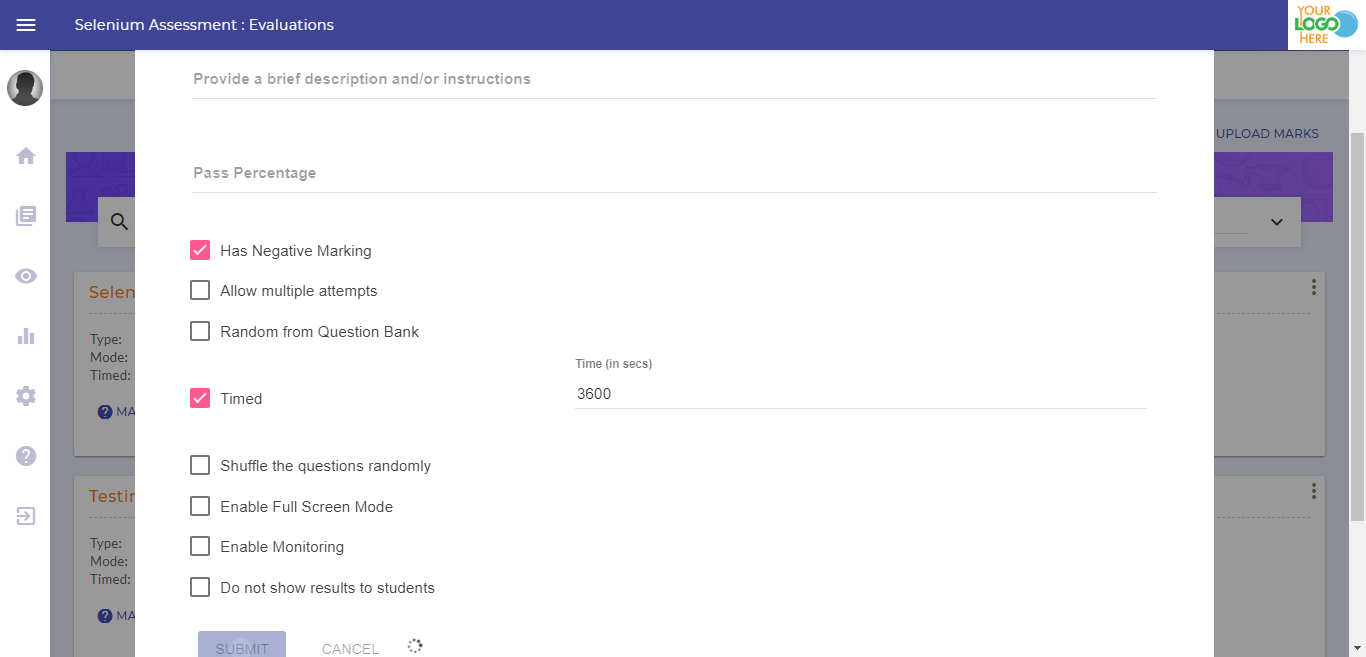 Selenium Assessment : Evaluations
YOUR
LOGO
HERE
Provide a brief description and/or instructions
UPLOAD MARKS
Pass Percentage
Has Negative Marking
Allow multiple attempts
Selen
Random from Question Bank
Type:
Mode:
Timed:
Time (in secs)
3600
Timed
MA
Shuffle the questions randomly
Testin
Enable Full Screen Mode
Type:
Enable Monitoring
Mode:
Timed:
Do not show results to students
MA
SUBMIT
CANCEL